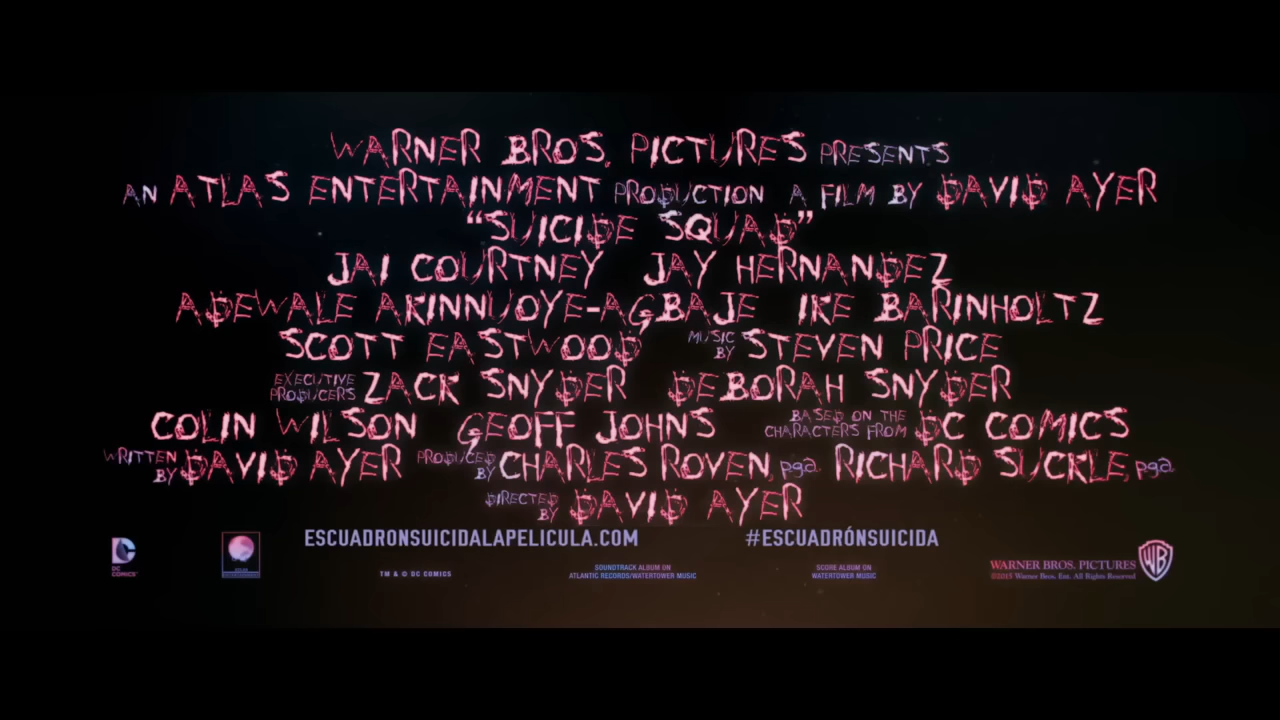 WARNER BROS. PICTURES PRESENTS
AN ATLAS ENTERTAINMENT PRODUCTION A FILM BY DAVID AYER
“SUICIDE SQUAD”
JAI COURTNEY JAY HERNANDEZ
ADEWALE AKINNUOYE-AGBAJE IKE BARINHOLTZ
SCOTT EASTWOOD MUSIC BY STEVEN PRICE
EXECUTIVE PRODUCERS ZACK SNYDER DEBORAH SNYDER
COLIN WILSON GEOFF JOHNS BASED ON THE CHARACTERS FROM DC COMICS
WRITTEN BY DAVID AYER PRODUCED BY CHARLES ROVEN, pga RICHARD SUCKLE, pga
DIRECTED BY DAVID AYER
ESCUADRONSUICIDALAPELICULA.COM #ESCUADRÓNSUICIDA
DC COMICS™
TM & © DC COMICS
SOUNDTRACK ALBUM ON
ATLANTIC RECORDS/WATERTOWER MUSIC
SCORE ALBUM ON
WATERTOWER MUSIC
WARNER BROS. PICTURES
©2015 Warner Bros. Ent. All Rights Reserved
WB